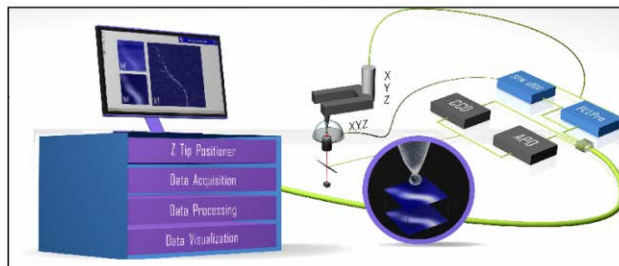 Z Tip Positioner
Data Acquisition
Data Processing
Data Visualization
X
Y
Z
XYZ
CCD
APD